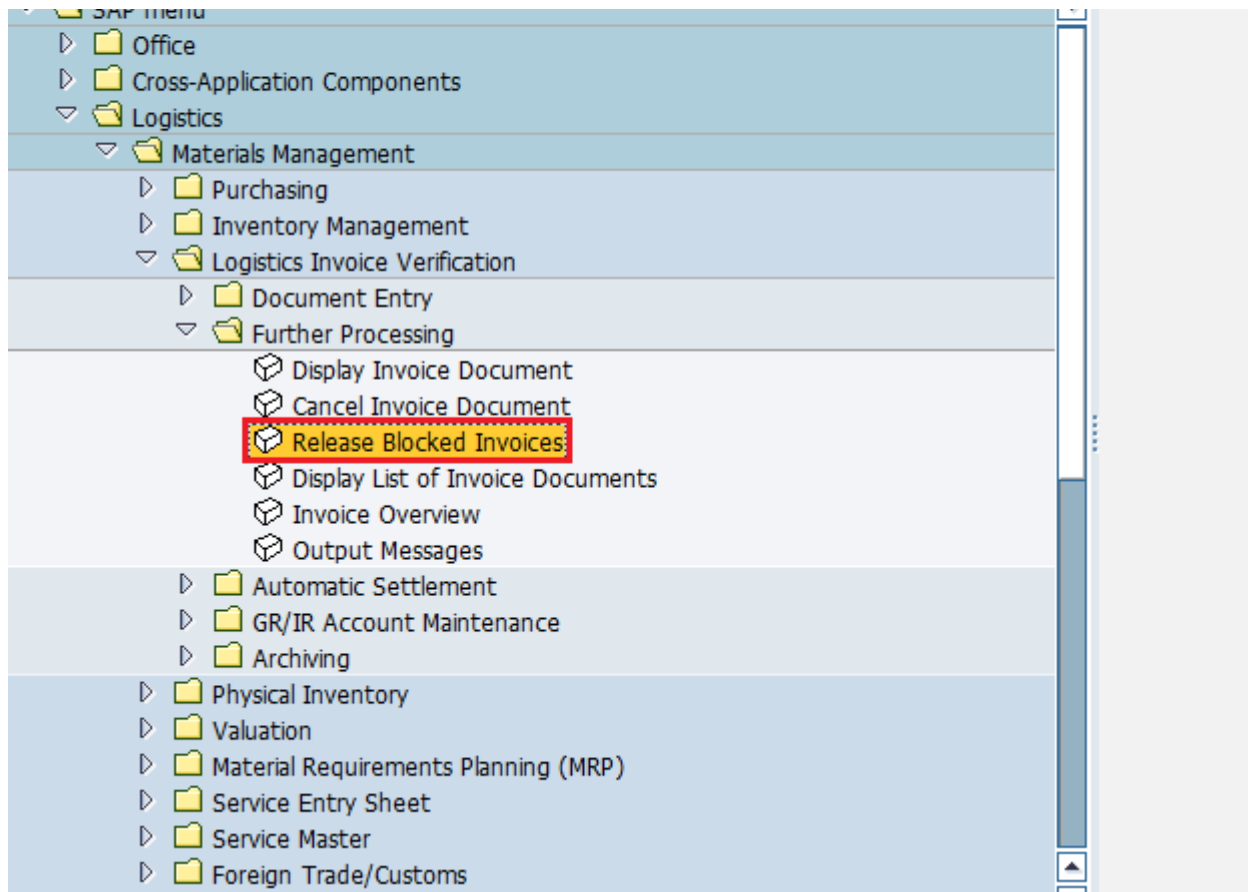 SAP menu
Office
Cross-Application Components
Logistics
Materials Management
Purchasing
Inventory Management
Logistics Invoice Verification
Document Entry
Further Processing
Display Invoice Document
Cancel Invoice Document
Release Blocked Invoices
Display List of Invoice Documents
Invoice Overview
Output Messages
Automatic Settlement
GR/IR Account Maintenance
Archiving
Physical Inventory
Valuation
Material Requirements Planning (MRP)
Service Entry Sheet
Service Master
Foreign Trade/Customs